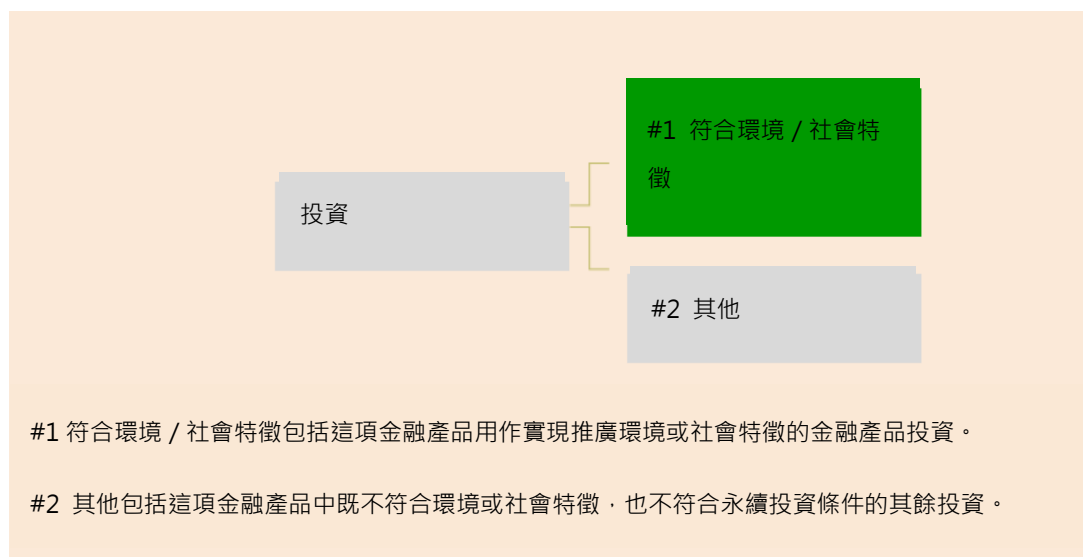 #1 符合環境 / 社會特
徵
投資
#2 其他
#1 符合環境 / 社會特徵包括這項金融產品用作實現推廣環境或社會特徵的金融產品投資。
#2 其他包括這項金融產品中既不符合環境或社會特徵，也不符合永續投資條件的其餘投資。